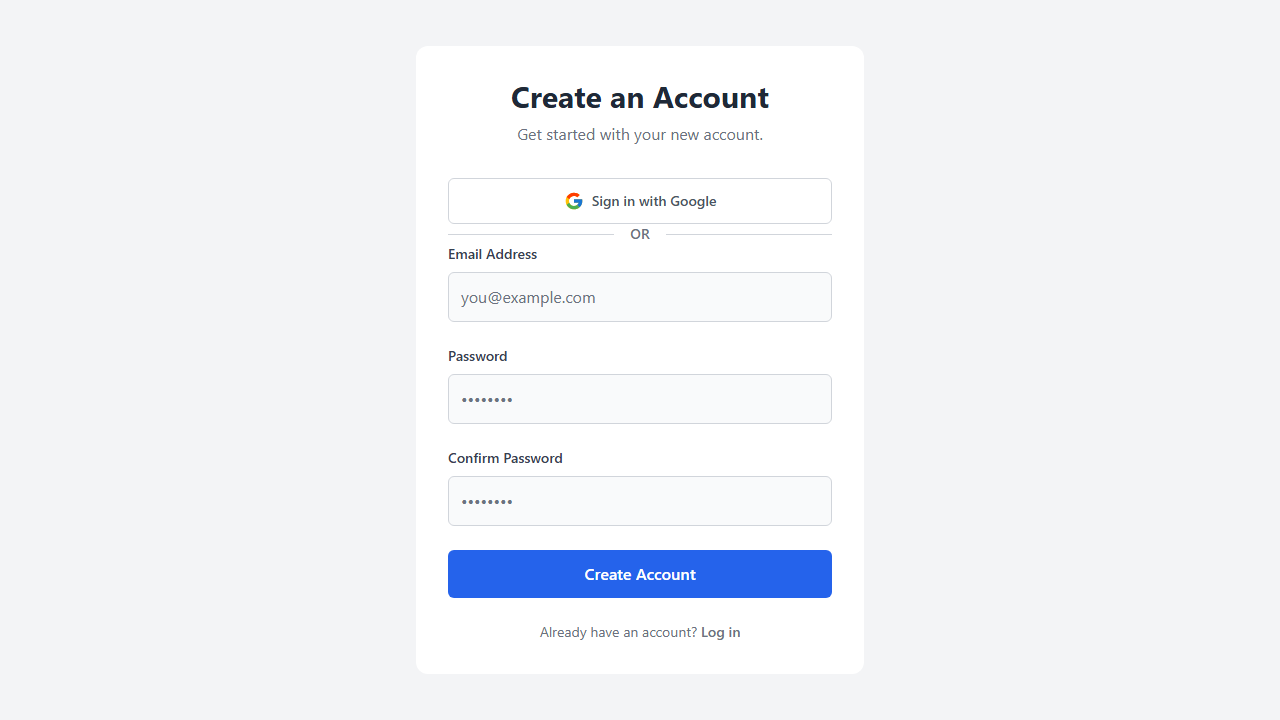 Create an Account
Get started with your new account.
Sign in with Google
OR
Email Address
you@example.com
Password
••••••••
Confirm Password
••••••••
Create Account
Already have an account? Log in